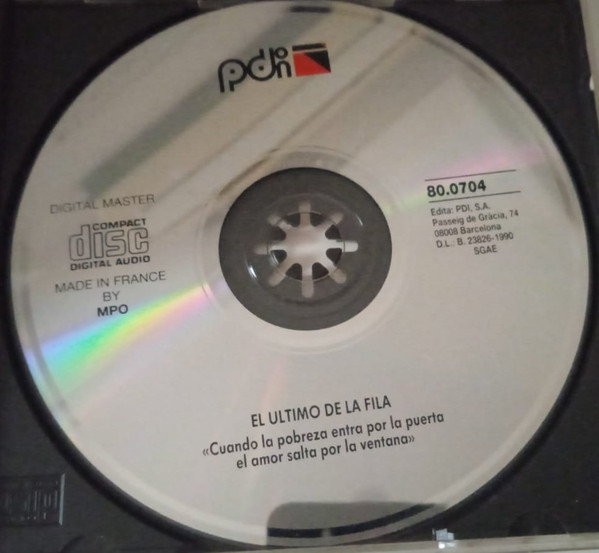 pdi
DIGITAL MASTER
COMPACT
disc
DIGITAL AUDIO
MADE IN FRANCE
BY
MPO
80.0704
Edita: PDI, S.A.
Passeig de Gràcia, 74
08008 Barcelona
D.L.: B. 23826-1990
SGAE
EL ULTIMO DE LA FILA
«Cuando la pobreza entra por la puerta
el amor salta por la ventana»